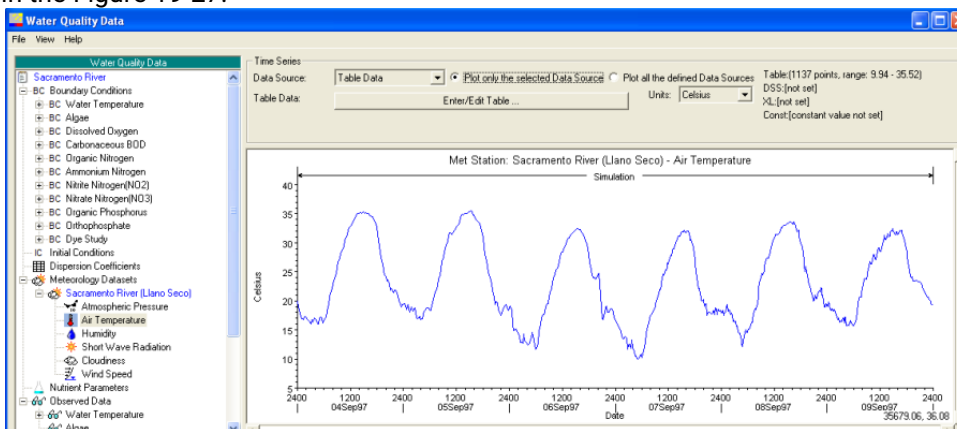 in the Figure 19-27.
Water Quality Data
File View Help
Water Quality Data
Sacramento River
BC Boundary Conditions
BC Water Temperature
BC Algae
BC Dissolved Oxygen
BC Carbonaceous BOD
BC Organic Nitrogen
BC Ammonium Nitrogen
BC Nitrite Nitrogen(NO2)
BC Nitrate Nitrogen(NO3)
BC Organic Phosphorus
BC Orthophosphate
BC Dye Study
IC Initial Conditions
Dispersion Coefficients
Meteorology Datasets
Sacramento River (Llano Seco)
Atmospheric Pressure
Air Temperature
Humidity
Short Wave Radiation
Cloudiness
Wind Speed
Nutrient Parameters
Observed Data
Water Temperature
Algae
Time Series
Data Source: Table Data Plot only the selected Data Source Plot all the defined Data Sources
Table Data: Enter/Edit Table ... Units: Celsius
Table:(1137 points, range: 9.94 - 35.52)
DSS:[not set]
XL:[not set]
Const:[constant value not set]
Met Station: Sacramento River (Llano Seco) - Air Temperature
Simulation
40
35
30
25
20
15
10
5
Celsius
2400 1200 2400 1200 2400 1200 2400 1200 2400 1200 2400 1200 2400
04Sep97 05Sep97 06Sep97 07Sep97 08Sep97 09Sep97
Date
35679.06, 36.08